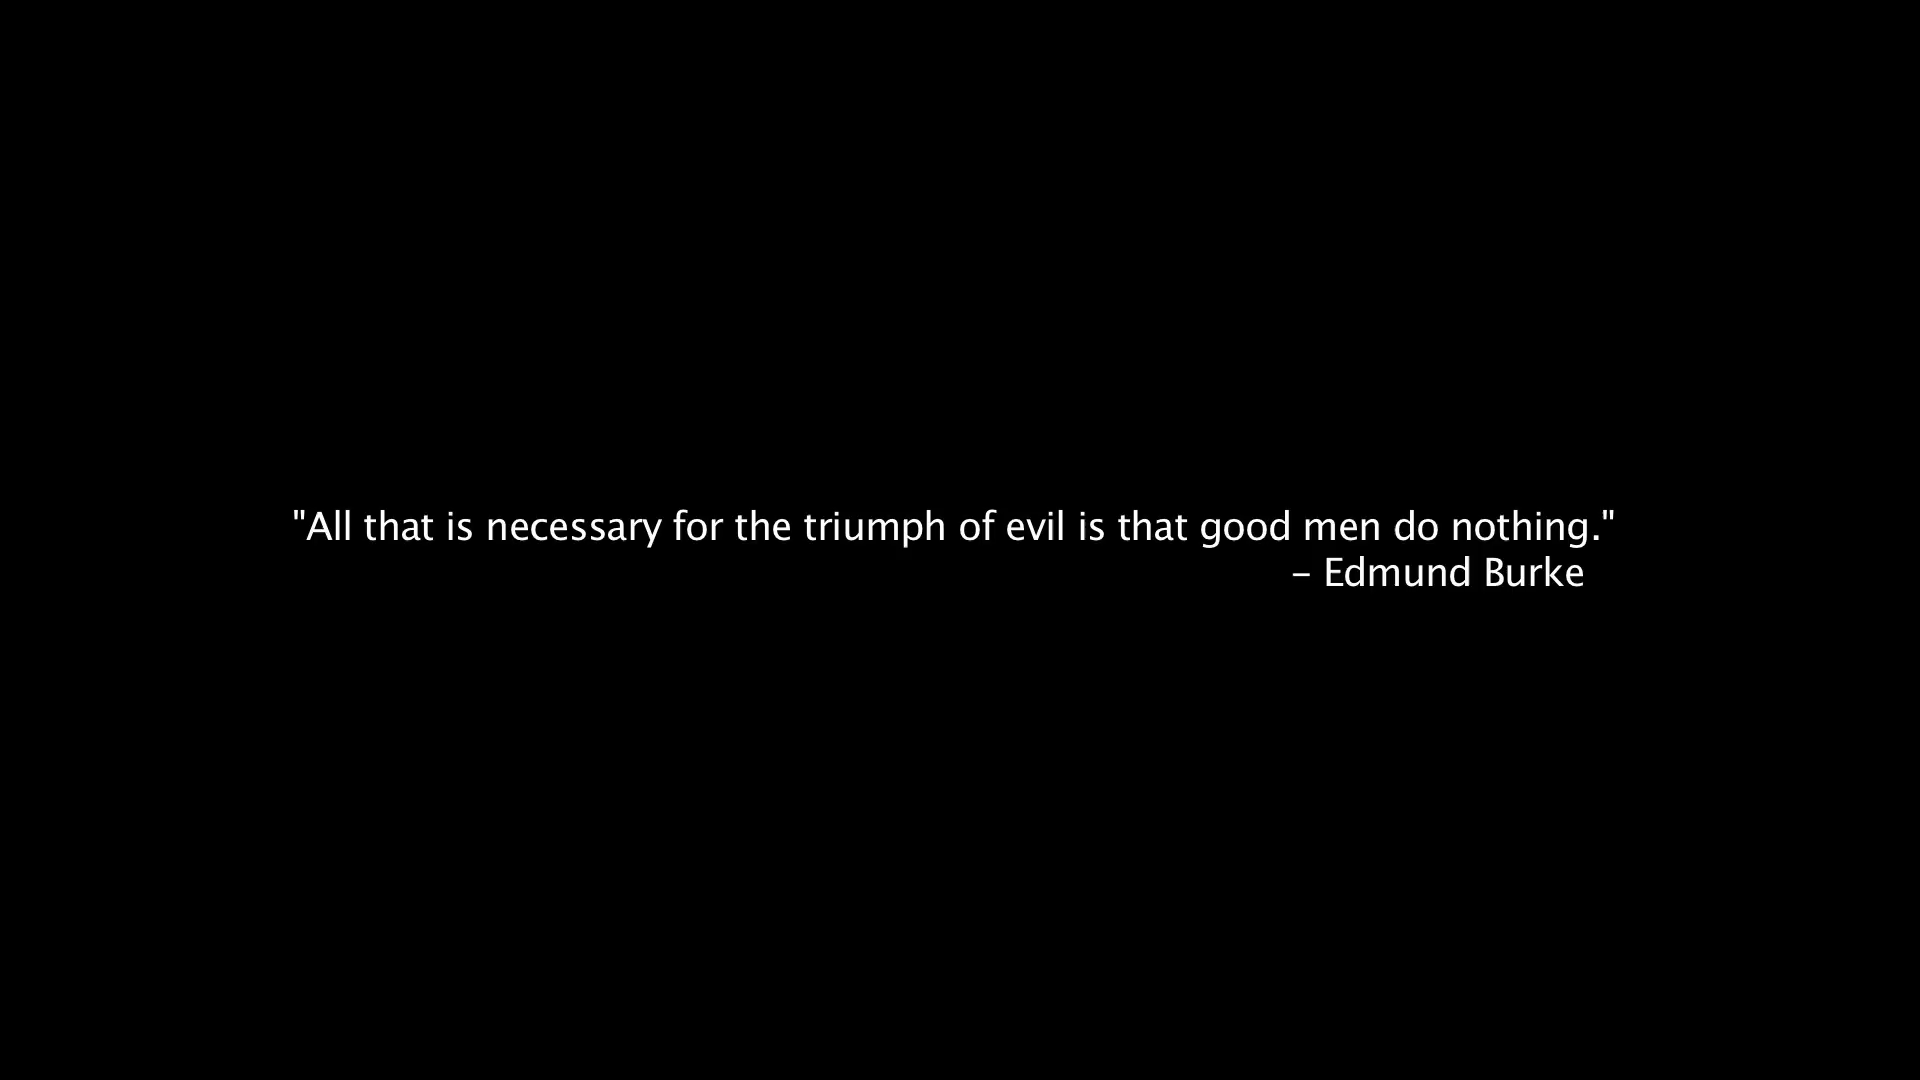 "All that is necessary for the triumph of evil is that good men do nothing."
– Edmund Burke